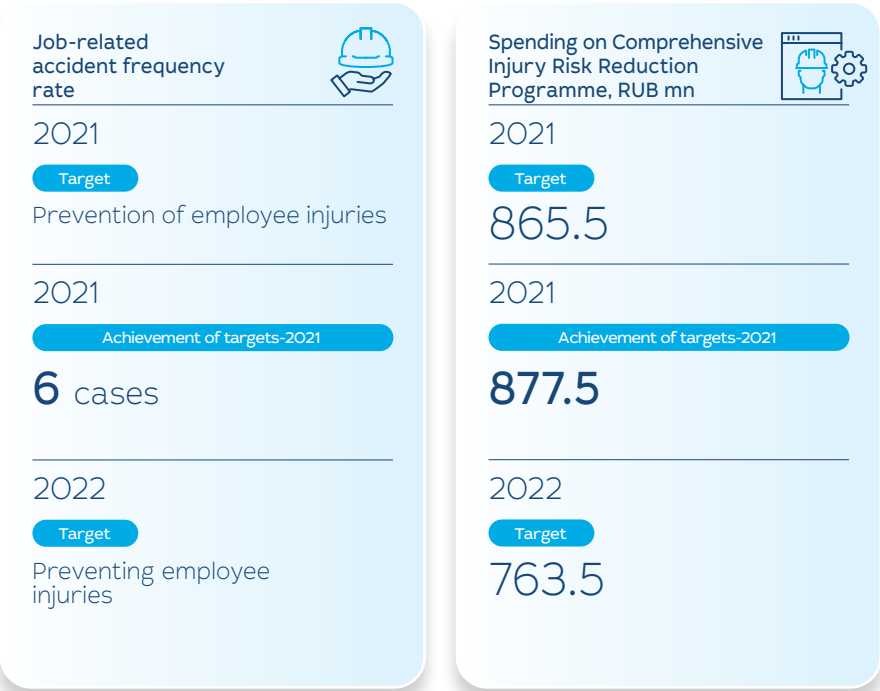 Job-related
accident frequency
rate
2021
Target
Prevention of employee injuries
2021
Achievement of targets-2021
6 cases
2022
Target
Preventing employee
injuries
Spending on Comprehensive
Injury Risk Reduction
Programme, RUB mn
2021
Target
865.5
2021
Achievement of targets-2021
877.5
2022
Target
763.5